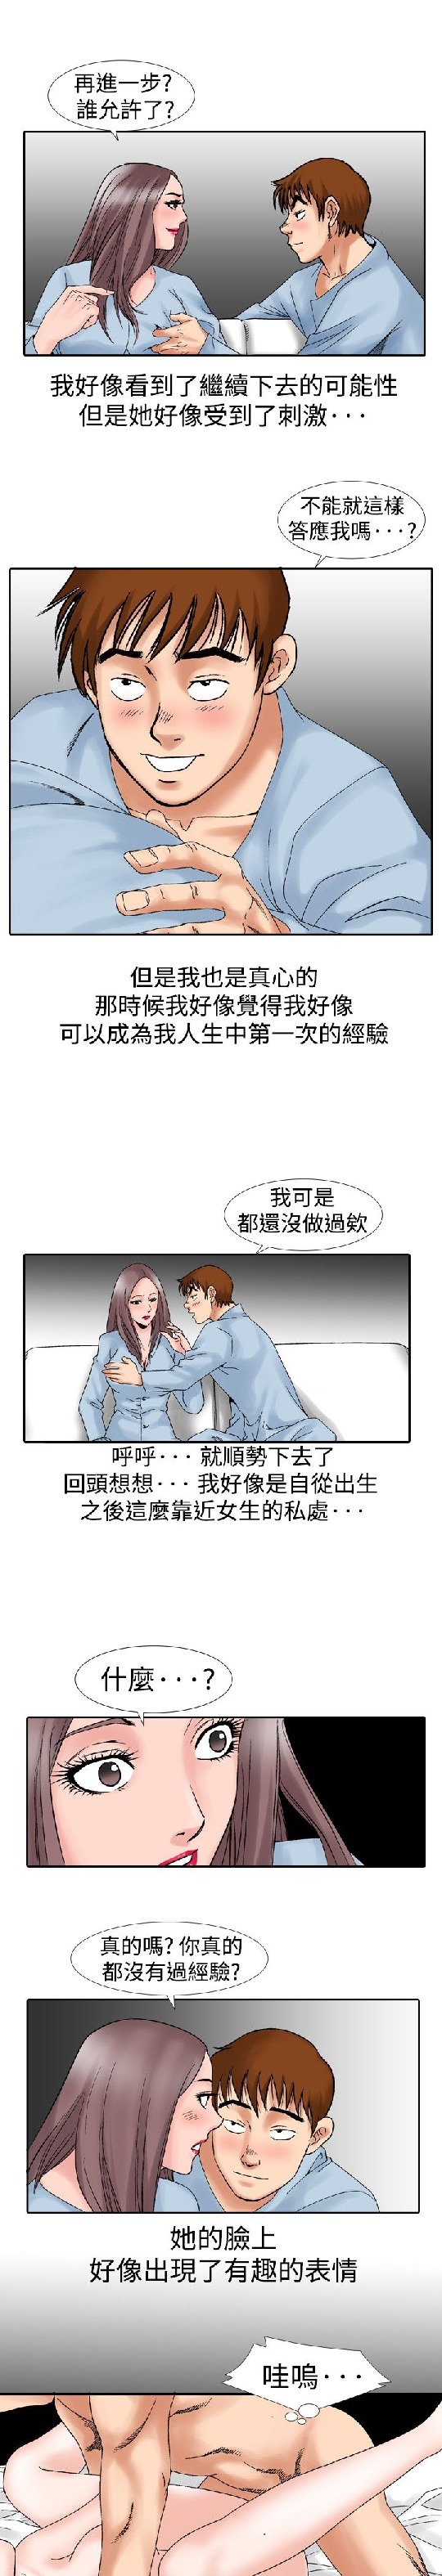 再進一步?
誰允許了?
我好像看到了繼續下去的可能性
但是她好像受到了刺激···
不能就這樣
答應我嗎···?
但是我也是真心的
那時候我好像覺得我好像
可以成為我人生中第一次的經驗
我可是
都還沒做過欸
呼呼··· 就順勢下去了
回頭想想··· 我好像是自從出生
之後這麼靠近女生的私處···
什麼···?
真的嗎? 你真的
都沒有過經驗?
她的臉上
好像出現了有趣的表情
哇嗚···